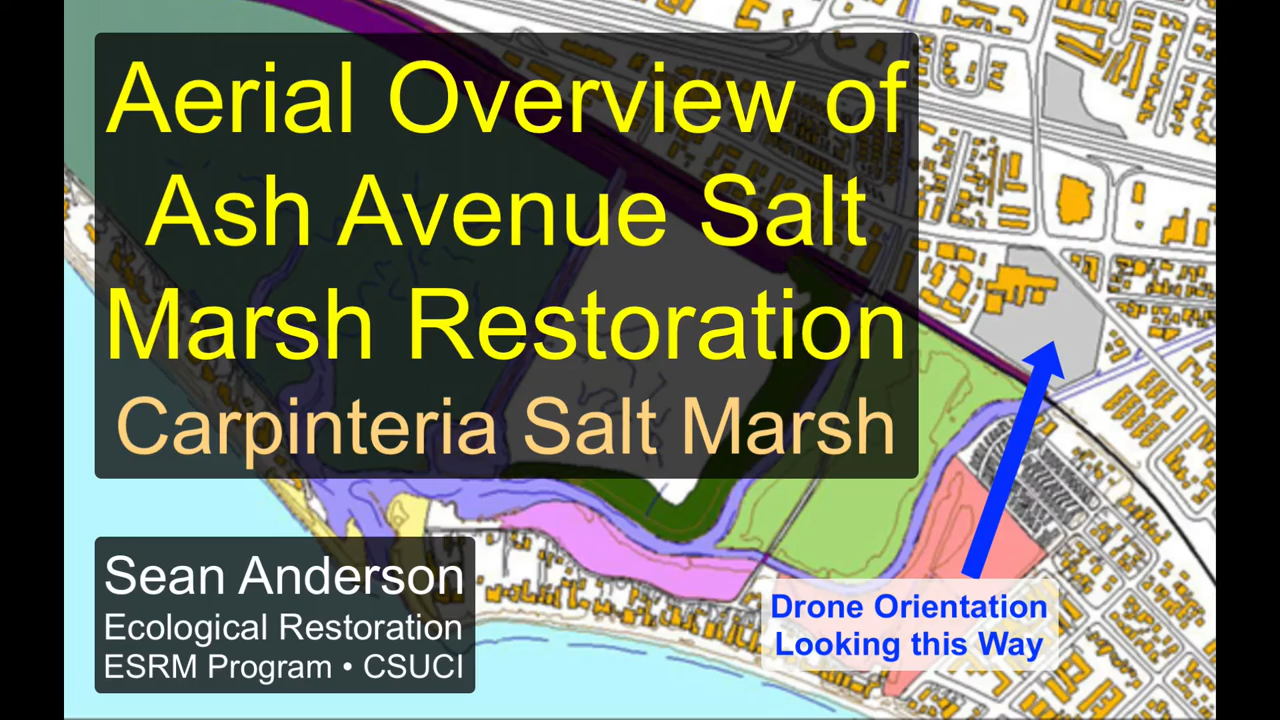 Aerial Overview of
Ash Avenue Salt
Marsh Restoration
Carpinteria Salt Marsh
Sean Anderson
Ecological Restoration
ESRM Program • CSUCI
Drone Orientation
Looking this Way